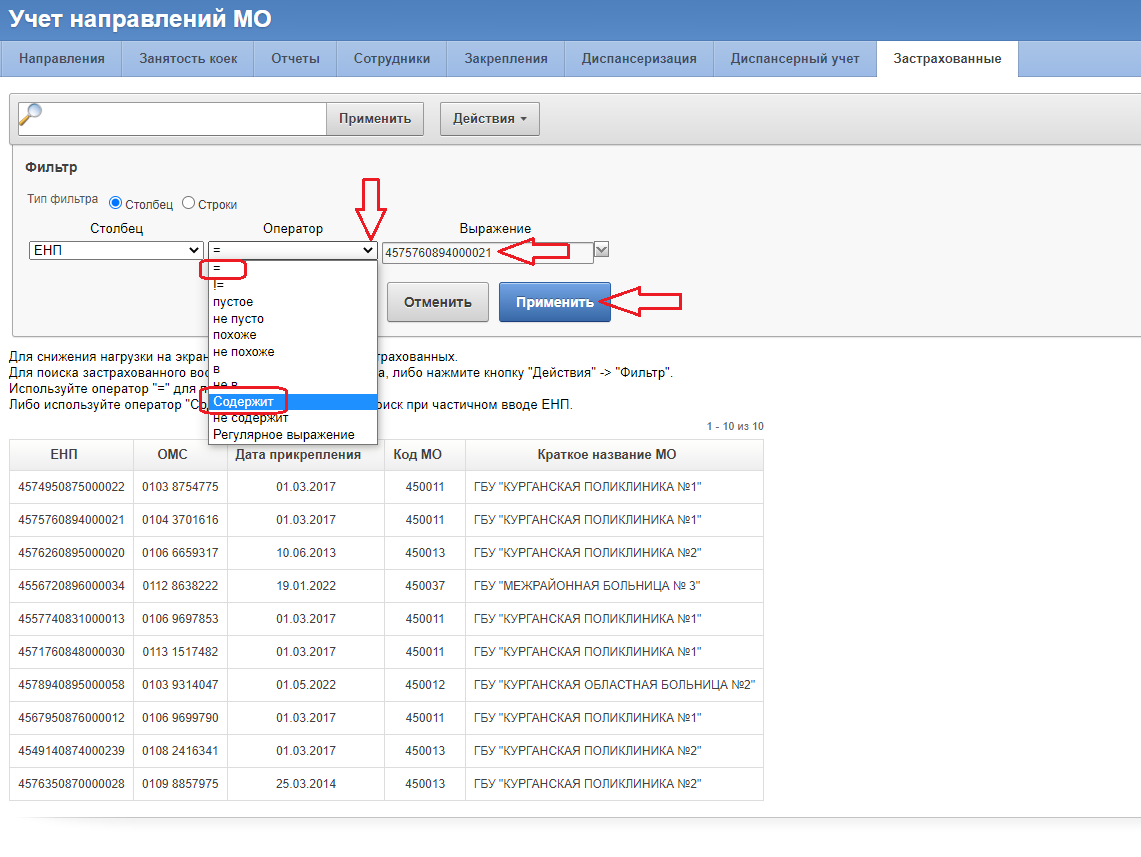 Учет направлений МО
Направления Занятость коек Отчеты Сотрудники Закрепления Диспансеризация Диспансерный учет Застрахованные
Применить Действия
Фильтр
Тип фильтра Столбец Строки
Столбец Оператор Выражение
ЕНП = 4575760894000021
=
!=
Отменить Применить
пустое
не пусто
похоже
не похоже
в
не в
Содержит
не содержит
Регулярное выражение
Для снижения нагрузки на экран трахованных.
Для поиска застрахованного вос а, либо нажмите кнопку "Действия" -> "Фильтр".
Используйте оператор "=" для
Либо используйте оператор "Со оиск при частичном вводе ЕНП.
1 - 10 из 10
ЕНП ОМС Дата прикрепления Код МО Краткое название МО
4574950875000022 0103 8754775 01.03.2017 450011 ГБУ "КУРГАНСКАЯ ПОЛИКЛИНИКА №1"
4575760894000021 0104 3701616 01.03.2017 450011 ГБУ "КУРГАНСКАЯ ПОЛИКЛИНИКА №1"
4576260895000020 0106 6659317 10.06.2013 450013 ГБУ "КУРГАНСКАЯ ПОЛИКЛИНИКА №2"
4556720896000034 0112 8638222 19.01.2022 450037 ГБУ "МЕЖРАЙОННАЯ БОЛЬНИЦА № 3"
4557740831000013 0106 9697853 01.03.2017 450011 ГБУ "КУРГАНСКАЯ ПОЛИКЛИНИКА №1"
4571760848000030 0113 1517482 01.03.2017 450011 ГБУ "КУРГАНСКАЯ ПОЛИКЛИНИКА №1"
4578940895000058 0103 9314047 01.05.2022 450012 ГБУ "КУРГАНСКАЯ ОБЛАСТНАЯ БОЛЬНИЦА №2"
4567950876000012 0106 9699790 01.03.2017 450011 ГБУ "КУРГАНСКАЯ ПОЛИКЛИНИКА №1"
4549140874000239 0108 2416341 01.03.2017 450013 ГБУ "КУРГАНСКАЯ ПОЛИКЛИНИКА №2"
4576350870000028 0109 8857975 25.03.2014 450013 ГБУ "КУРГАНСКАЯ ПОЛИКЛИНИКА №2"